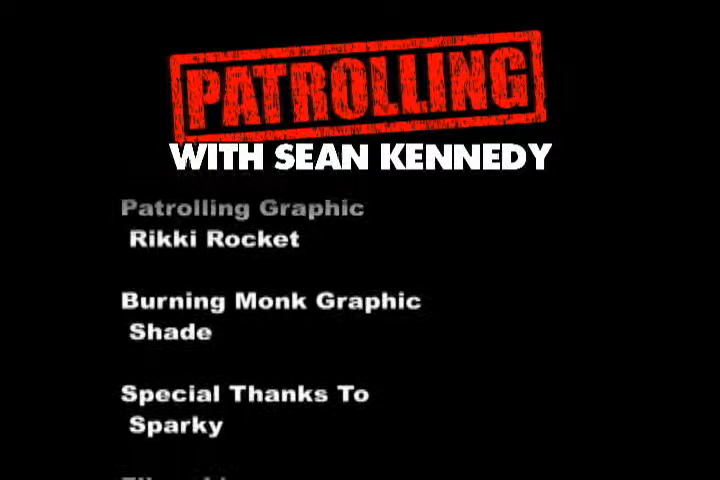 PATROLLING
WITH SEAN KENNEDY
Patrolling Graphic
Rikki Rocket
Burning Monk Graphic
Shade
Special Thanks To
Sparky